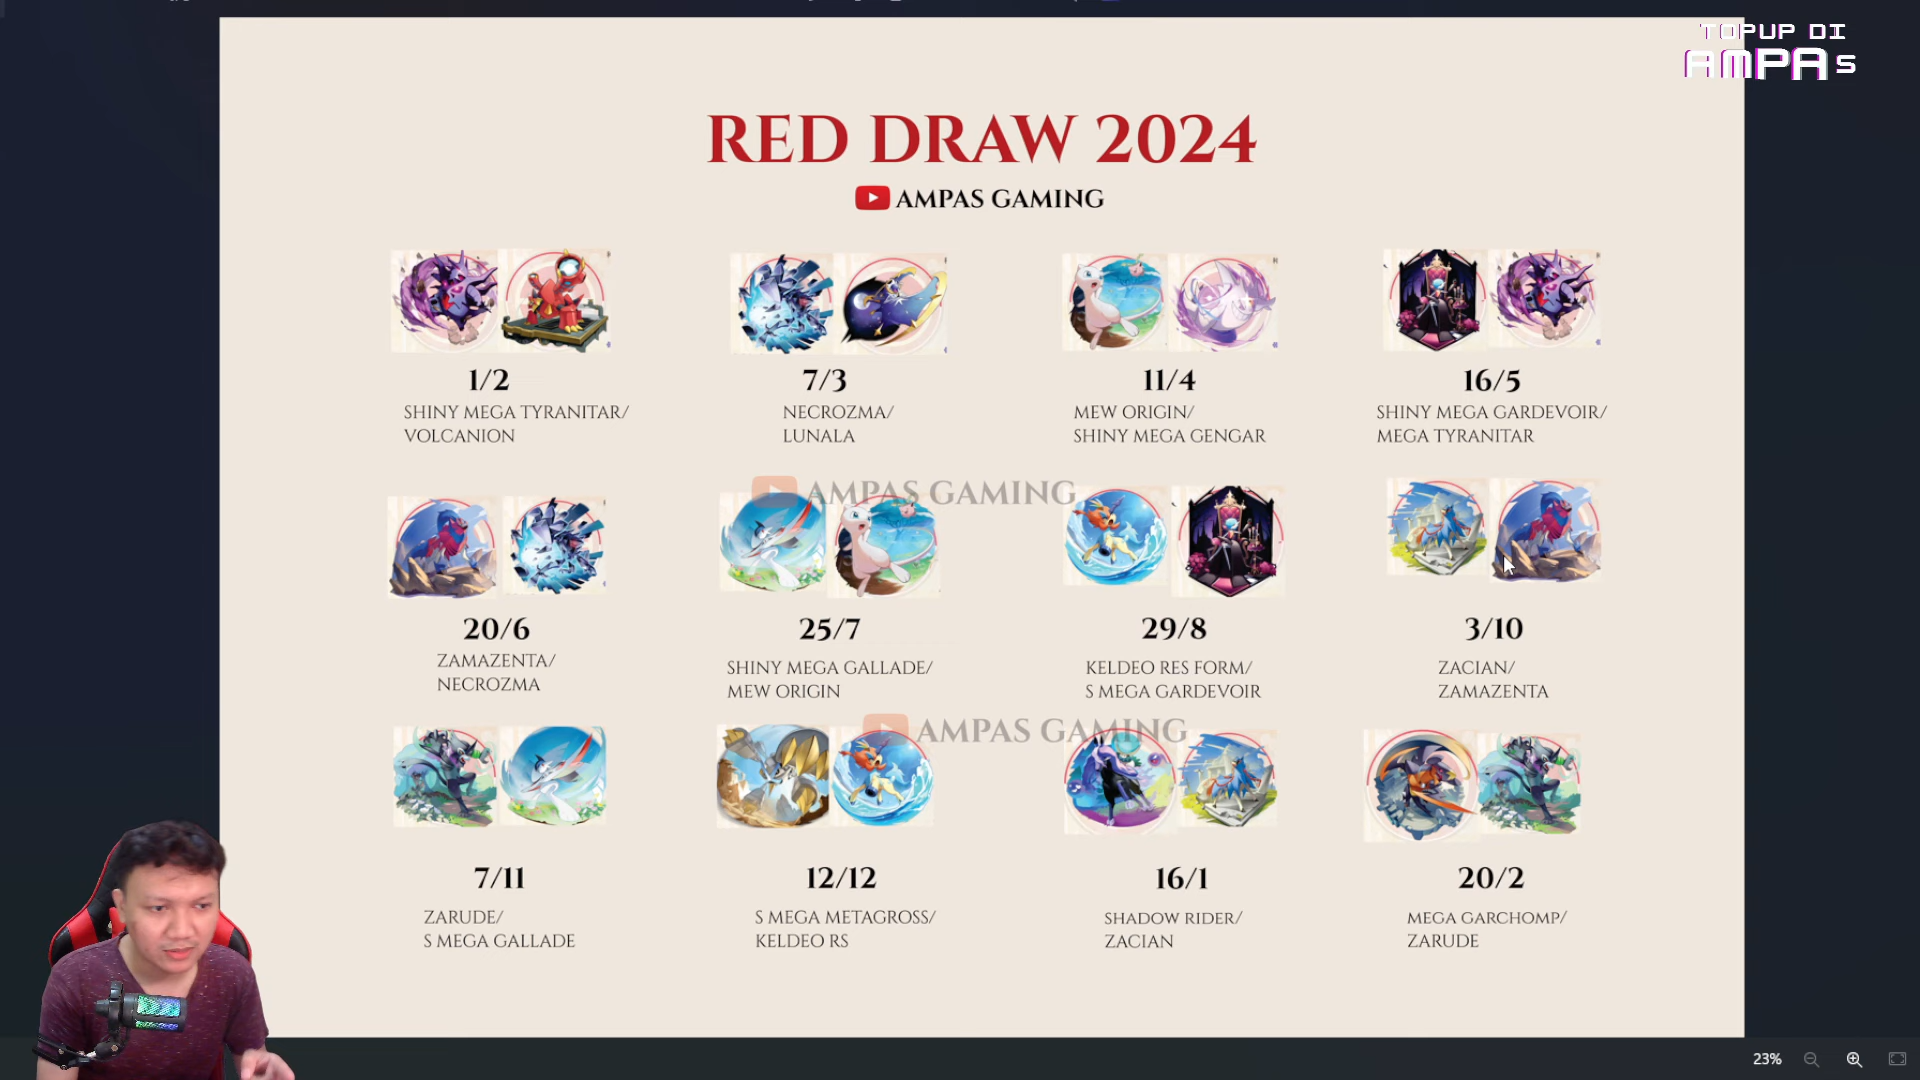 TOPUP DI
AMPAS
RED DRAW 2024
AMPAS GAMING
1/2
SHINY MEGA TYRANITAR/
VOLCANION
7/3
NECROZMA/
LUNALA
11/4
MEW ORIGIN/
SHINY MEGA GENGAR
16/5
SHINY MEGA GARDEVOIR/
MEGA TYRANITAR
AMPAS GAMING
20/6
ZAMAZENTA/
NECROZMA
25/7
SHINY MEGA GALLADE/
MEW ORIGIN
29/8
KELDEO RES FORM/
S MEGA GARDEVOIR
3/10
ZACIAN/
ZAMAZENTA
AMPAS GAMING
7/11
ZARUDE/
S MEGA GALLADE
12/12
S MEGA METAGROSS/
KELDEO RS
16/1
SHADOW RIDER/
ZACIAN
20/2
MEGA GARCHOMP/
ZARUDE
23%